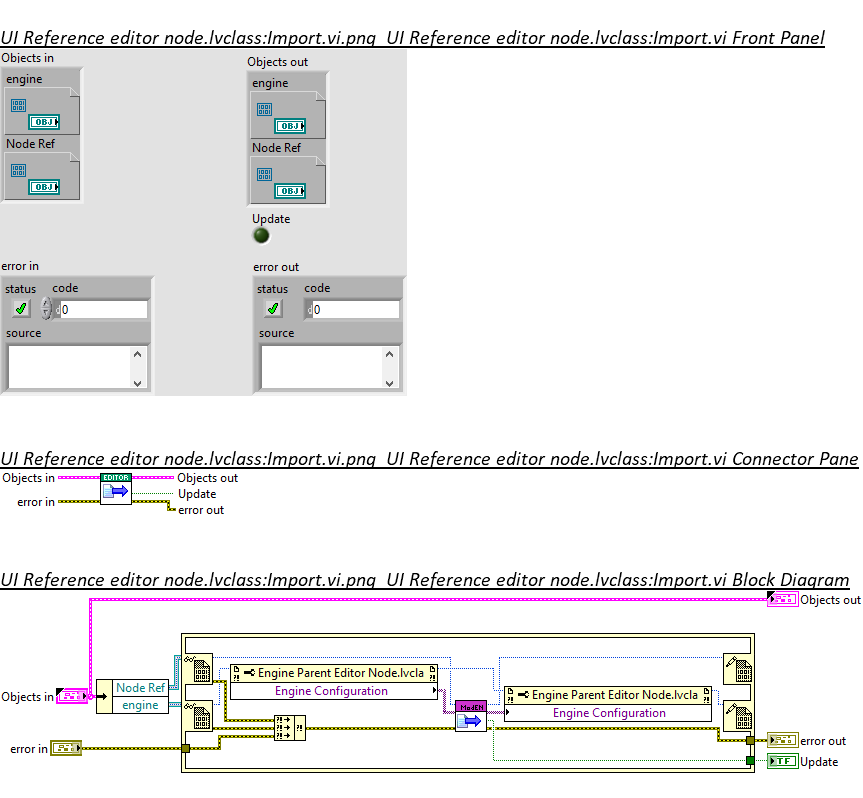 UI Reference editor node.lvclass:Import.vi.png UI Reference editor node.lvclass:Import.vi Front Panel
Objects in
Objects out
engine
engine
OBJ
OBJ
Node Ref
Node Ref
OBJ
OBJ
Update
error in
error out
status code
status code
0
0
source
source
UI Reference editor node.lvclass:Import.vi.png UI Reference editor node.lvclass:Import.vi Connector Pane
Objects in
EDITOR
Objects out
Update
error in
error out
UI Reference editor node.lvclass:Import.vi.png UI Reference editor node.lvclass:Import.vi Block Diagram
Objects out
Engine Parent Editor Node.lvcla
Objects in
Node Ref
Engine Configuration
Engine Parent Editor Node.lvcla
engine
ModEN
Engine Configuration
error in
error out
TF
Update